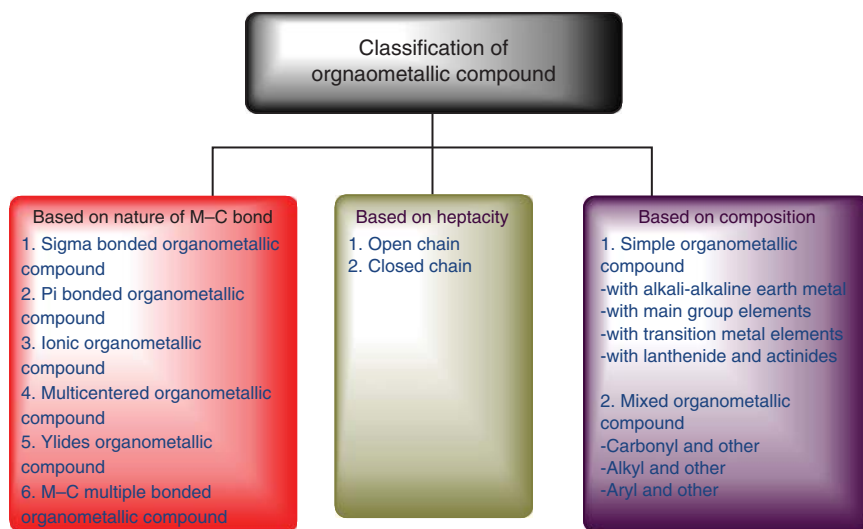 Classification of
orgnaometallic compound
Based on nature of M–C bond
1. Sigma bonded organometallic
compound
2. Pi bonded organometallic
compound
3. Ionic organometallic
compound
4. Multicentered organometallic
compound
5. Ylides organometallic
compound
6. M–C multiple bonded
organometallic compound
Based on heptacity
1. Open chain
2. Closed chain
Based on composition
1. Simple organometallic
compound
-with alkali-alkaline earth metal
-with main group elements
-with transition metal elements
-with lanthenide and actinides
2. Mixed organometallic
compound
-Carbonyl and other
-Alkyl and other
-Aryl and other